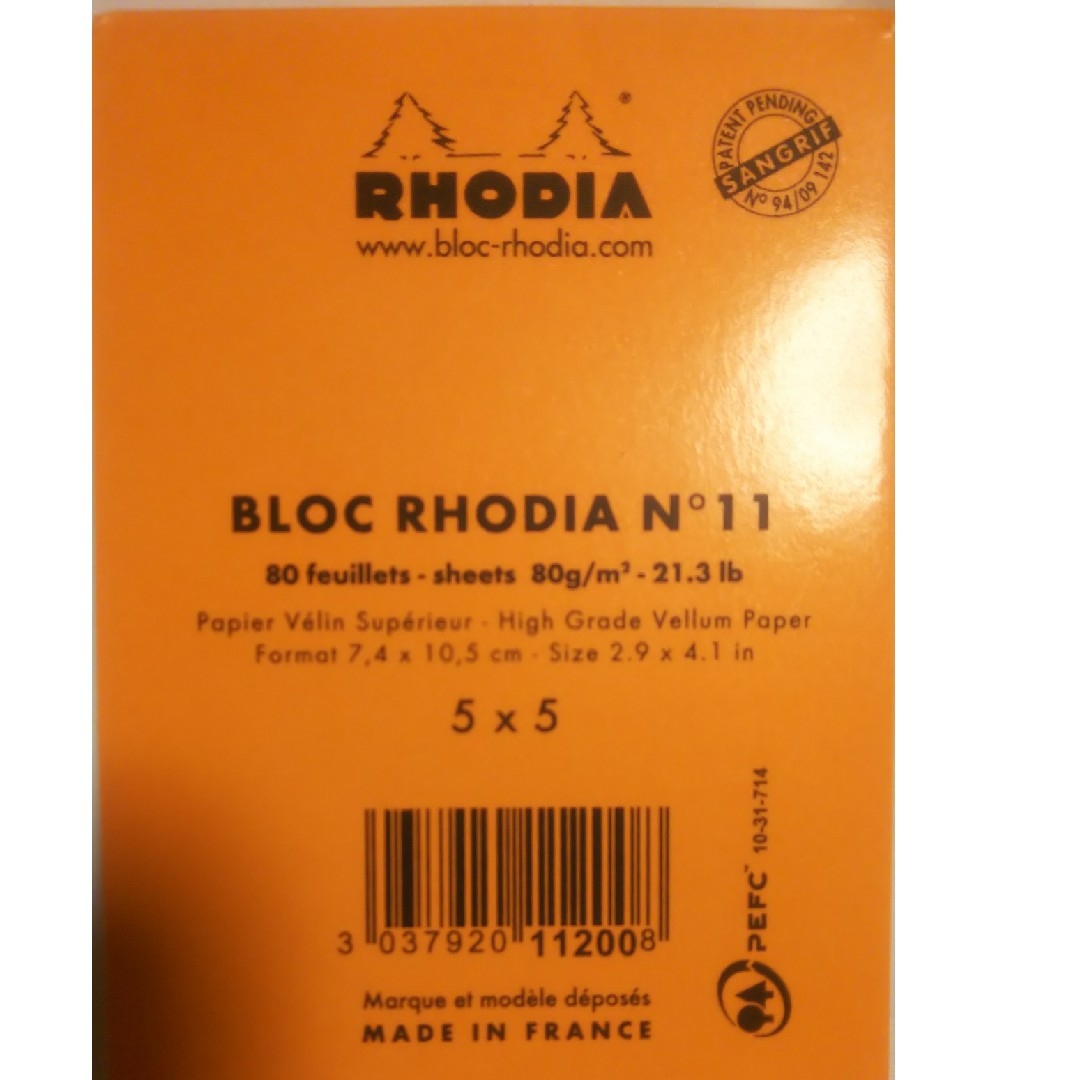 RHODIA ®
www.bloc-rhodia.com
PATENT PENDING
SANGRIF
N° 94/09 142
BLOC RHODIA N°11
80 feuillets - sheets 80g/m² - 21.3 lb
Papier Vélin Supérieur - High Grade Vellum Paper
Format 7,4 x 10,5 cm - Size 2.9 x 4.1 in
5 x 5
3 037920 112008
Marque et modèle déposés
MADE IN FRANCE
PEFC™ 10-31-714